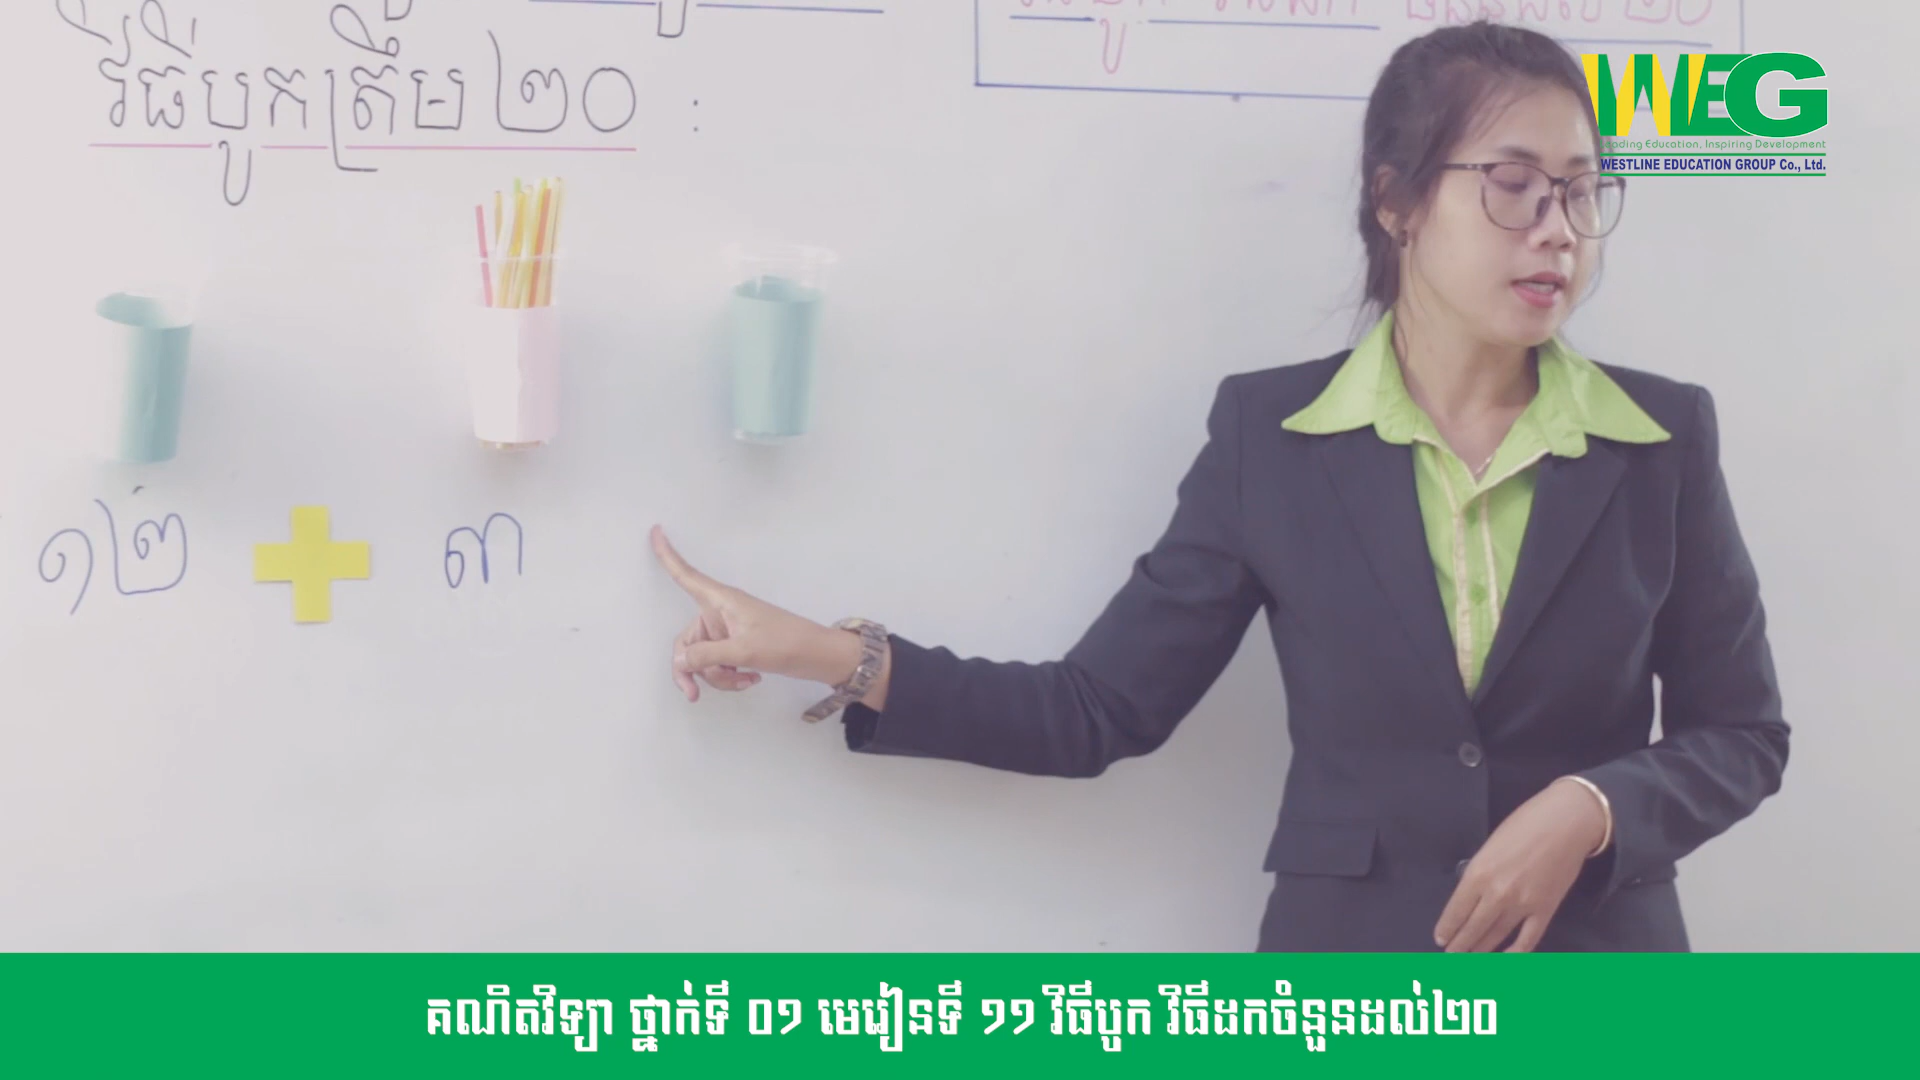 វិធីបូកត្រឹម ២០ :
WEG
Leading Education, Inspiring Development
WESTLINE EDUCATION GROUP Co., Ltd.
១២ + ៣
គណិតវិទ្យា ថ្នាក់ទី ០១ មេរៀនទី ១១ វិធីបូក វិធីដកចំនួនដល់២០